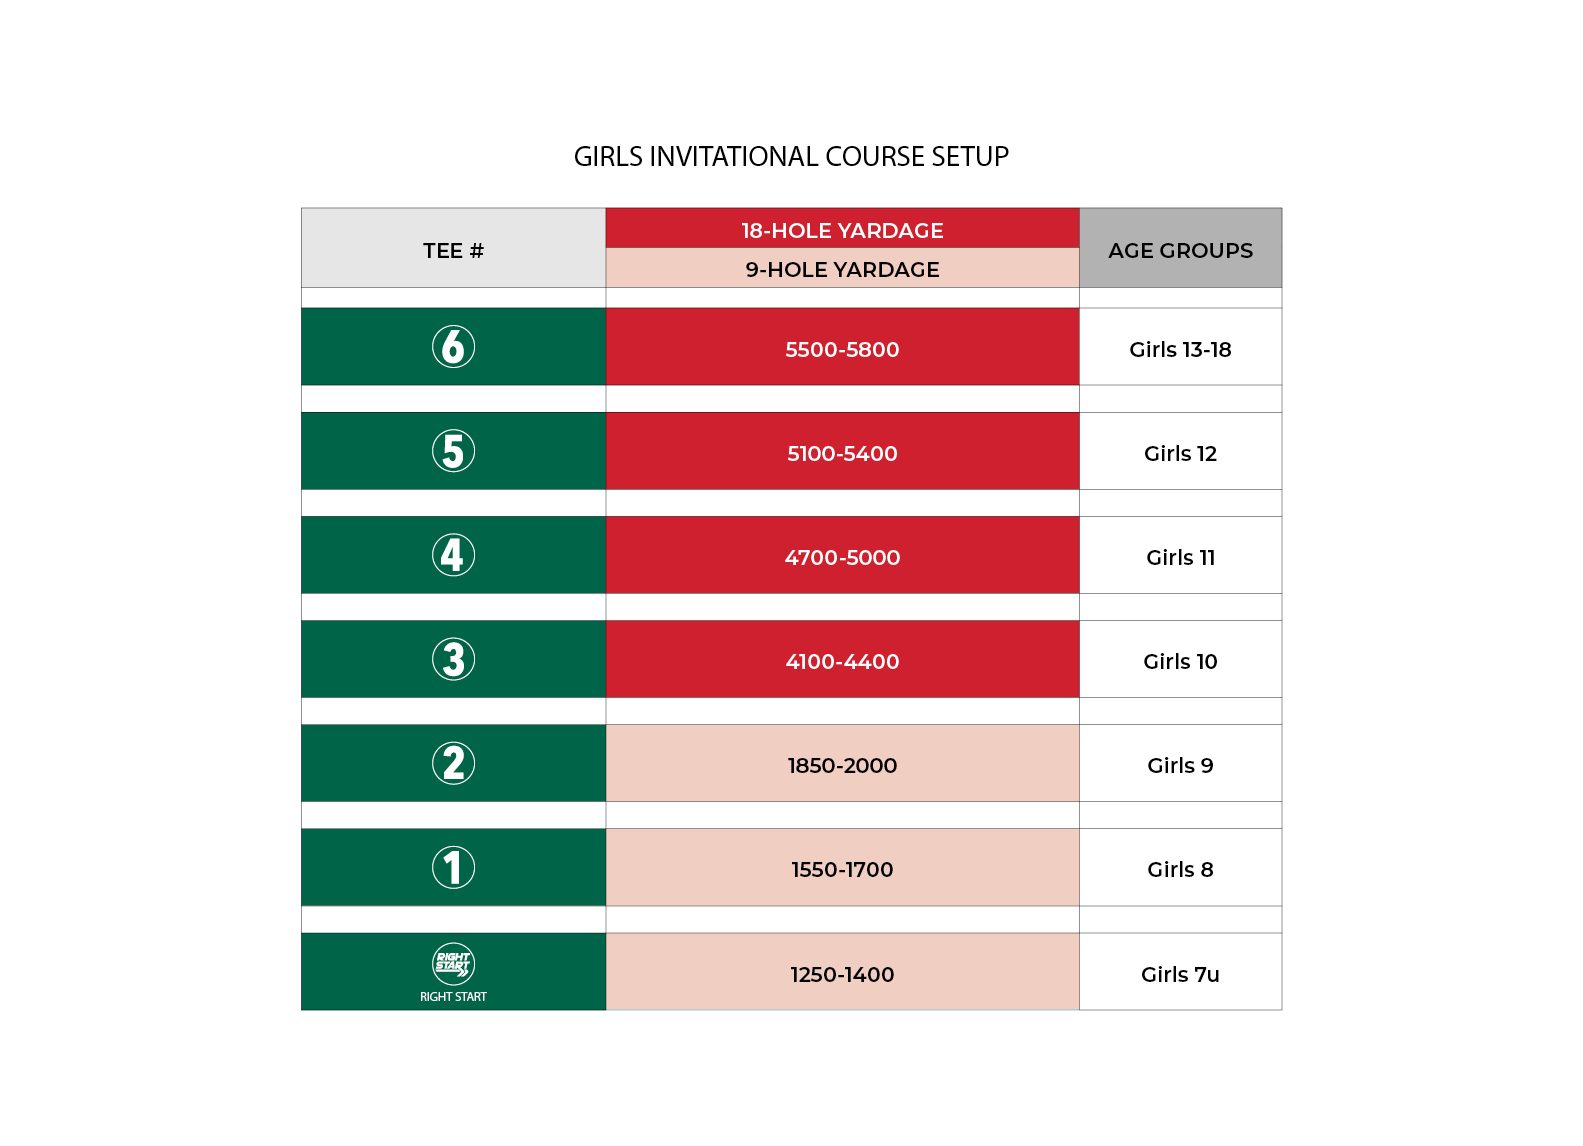 GIRLS INVITATIONAL COURSE SETUP
TEE #
18-HOLE YARDAGE
9-HOLE YARDAGE
AGE GROUPS
6
5500-5800
Girls 13-18
5
5100-5400
Girls 12
4
4700-5000
Girls 11
3
4100-4400
Girls 10
2
1850-2000
Girls 9
1
1550-1700
Girls 8
RIGHT
START
RIGHT START
1250-1400
Girls 7u